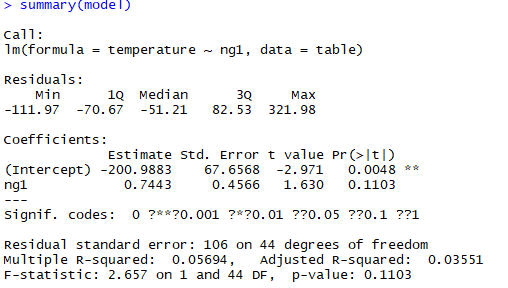 > summary(model)
Call:
lm(formula = temperature ~ ng1, data = table)
Residuals:
Min 1Q Median 3Q Max
-111.97 -70.67 -51.21 82.53 321.98
Coefficients:
Estimate Std. Error t value Pr(>|t|)
(Intercept) -200.9883 67.6568 -2.971 0.0048 **
ng1 0.7443 0.4566 1.630 0.1103
---
Signif. codes: 0 ?**?0.001 ?*?0.01 ??0.05 ??0.1 ??1
Residual standard error: 106 on 44 degrees of freedom
Multiple R-squared: 0.05694, Adjusted R-squared: 0.03551
F-statistic: 2.657 on 1 and 44 DF, p-value: 0.1103